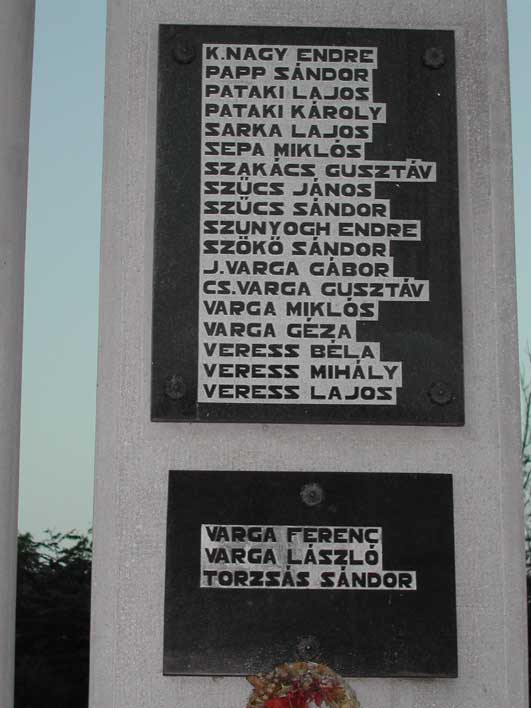 K.NAGY ENDRE
PAPP SÁNDOR
PATAKI LAJOS
PATAKI KÁROLY
SARKA LAJOS
SEPA MIKLÓS
SZAKÁCS GUSZTÁV
SZŰCS JÁNOS
SZŰCS SÁNDOR
SZUNYOGH ENDRE
SZŐKŐ SÁNDOR
J.VARGA GÁBOR
CS.VARGA GUSZTÁV
VARGA MIKLÓS
VARGA GÉZA
VERESS BÉLA
VERESS MIHÁLY
VERESS LAJOS
VARGA FERENC
VARGA LÁSZLÓ
TORZSÁS SÁNDOR